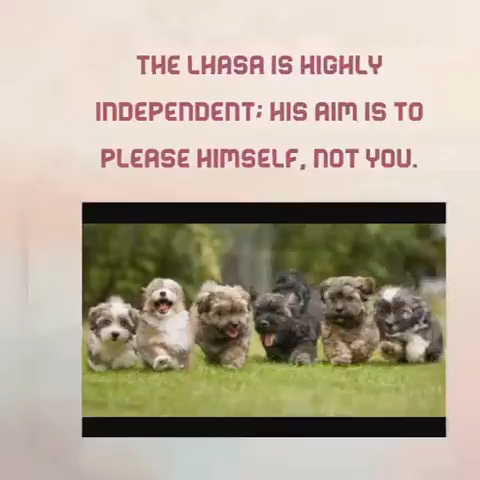 THE LHASA IS HIGHLY
INDEPENDENT; HIS AIM IS TO
PLEASE HIMSELF, NOT YOU.